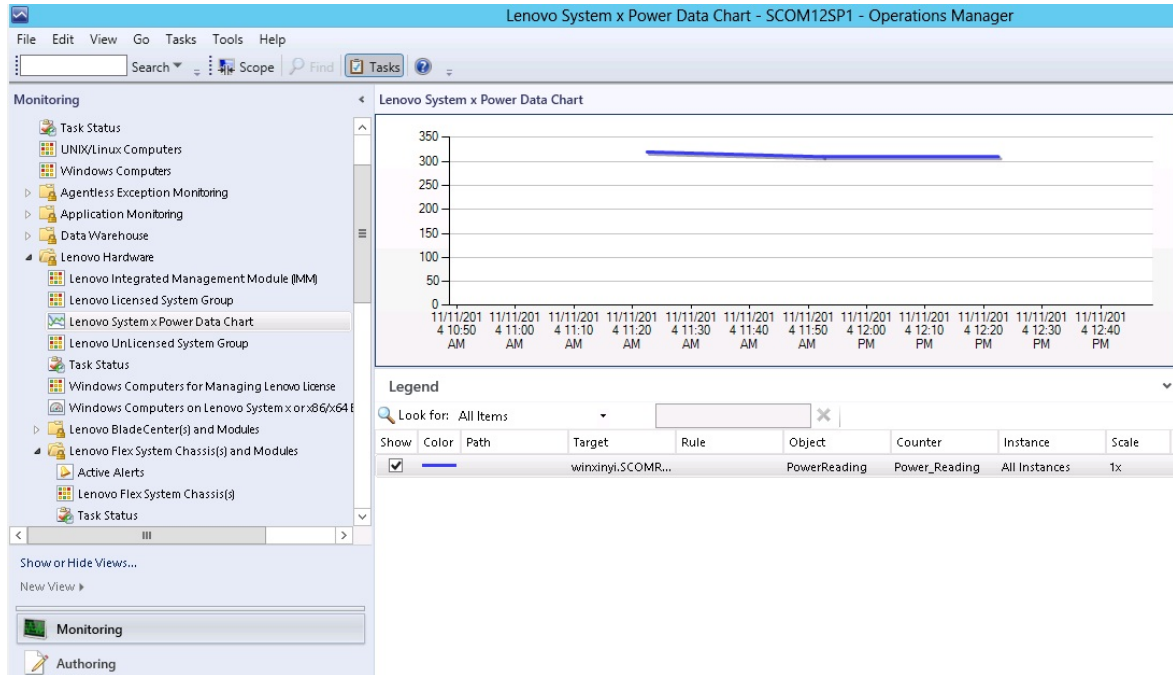 Lenovo System x Power Data Chart - SCOM12SP1 - Operations Manager
File Edit View Go Tasks Tools Help
Search Scope Find Tasks
Monitoring
Task Status
UNIX/Linux Computers
Windows Computers
Agentless Exception Monitoring
Application Monitoring
Data Warehouse
Lenovo Hardware
Lenovo Integrated Management Module (IMM)
Lenovo Licensed System Group
Lenovo System x Power Data Chart
Lenovo UnLicensed System Group
Task Status
Windows Computers for Managing Lenovo License
Windows Computers on Lenovo System x or x86/x64 B
Lenovo BladeCenter(s) and Modules
Lenovo Flex System Chassis(s) and Modules
Active Alerts
Lenovo Flex System Chassis(s)
Task Status
Show or Hide Views...
New View
Monitoring
Authoring
Lenovo System x Power Data Chart
350
300
250
200
150
100
50
0
11/11/201 11/11/201 11/11/201 11/11/201 11/11/201 11/11/201 11/11/201 11/11/201 11/11/201 11/11/201 11/11/201 11/11/201
4 10:50 4 11:00 4 11:10 4 11:20 4 11:30 4 11:40 4 11:50 4 12:00 4 12:10 4 12:20 4 12:30 4 12:40
AM AM AM AM AM AM AM PM PM PM PM PM
Legend
Look for: All Items
Show Color Path Target Rule Object Counter Instance Scale
winxinyi.SCOMR... PowerReading Power_Reading All Instances 1x